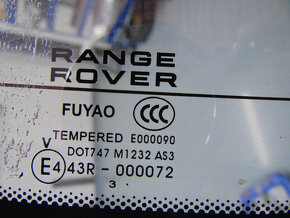 RANGE
ROVER
FUYAO CCC
TEMPERED E000090
DOT747 M1232 AS3
V
E4 43R - 000072
3